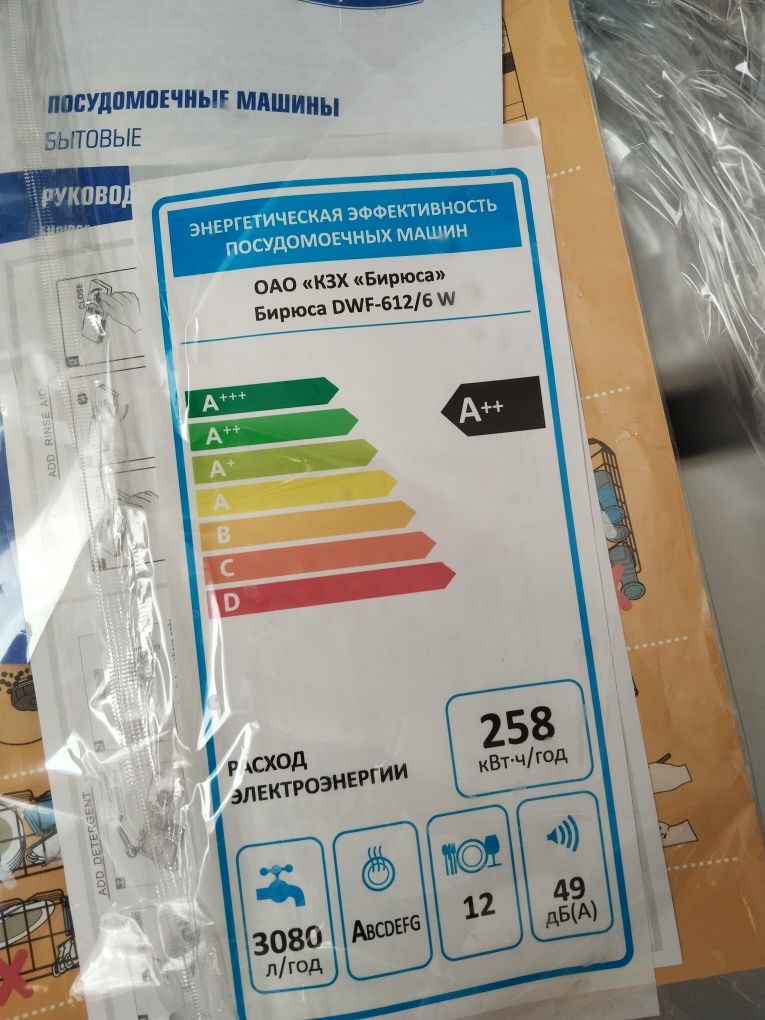 ПОСУДОМОЕЧНЫЕ МАШИНЫ
БЫТОВЫЕ
РУКОВОД
ЭНЕРГЕТИЧЕСКАЯ ЭФФЕКТИВНОСТЬ
ПОСУДОМОЕЧНЫХ МАШИН
ОАО «КЗХ «Бирюса»
Бирюса DWF-612/6 W
A+++
A++
A++
A+
A
B
C
D
258
кВт·ч/год
РАСХОД
ЭЛЕКТРОЭНЕРГИИ
3080
л/год
ABCDEFG
12
49
дБ(А)
CLOSE
ADD RINSE AID
ADD DETERGENT